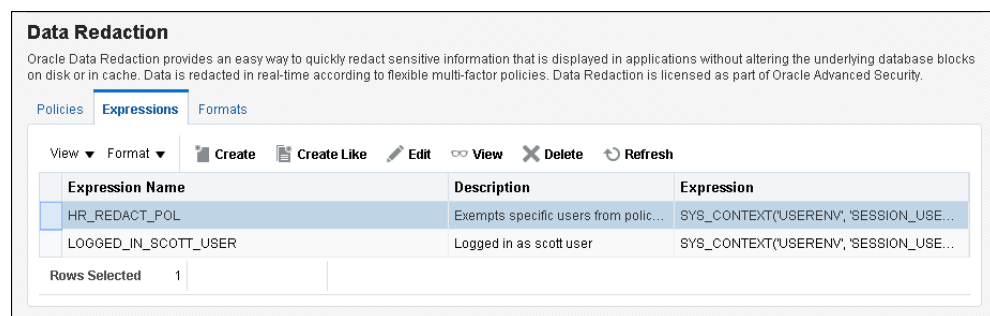 Data Redaction
Oracle Data Redaction provides an easy way to quickly redact sensitive information that is displayed in applications without altering the underlying database blocks
on disk or in cache. Data is redacted in real-time according to flexible multi-factor policies. Data Redaction is licensed as part of Oracle Advanced Security.
Policies Expressions Formats
View Format Create Create Like Edit View Delete Refresh
Expression Name Description Expression
HR_REDACT_POL Exempts specific users from polic... SYS_CONTEXT('USERENV', 'SESSION_USE...
LOGGED_IN_SCOTT_USER Logged in as scott user SYS_CONTEXT('USERENV', 'SESSION_USE...
Rows Selected 1